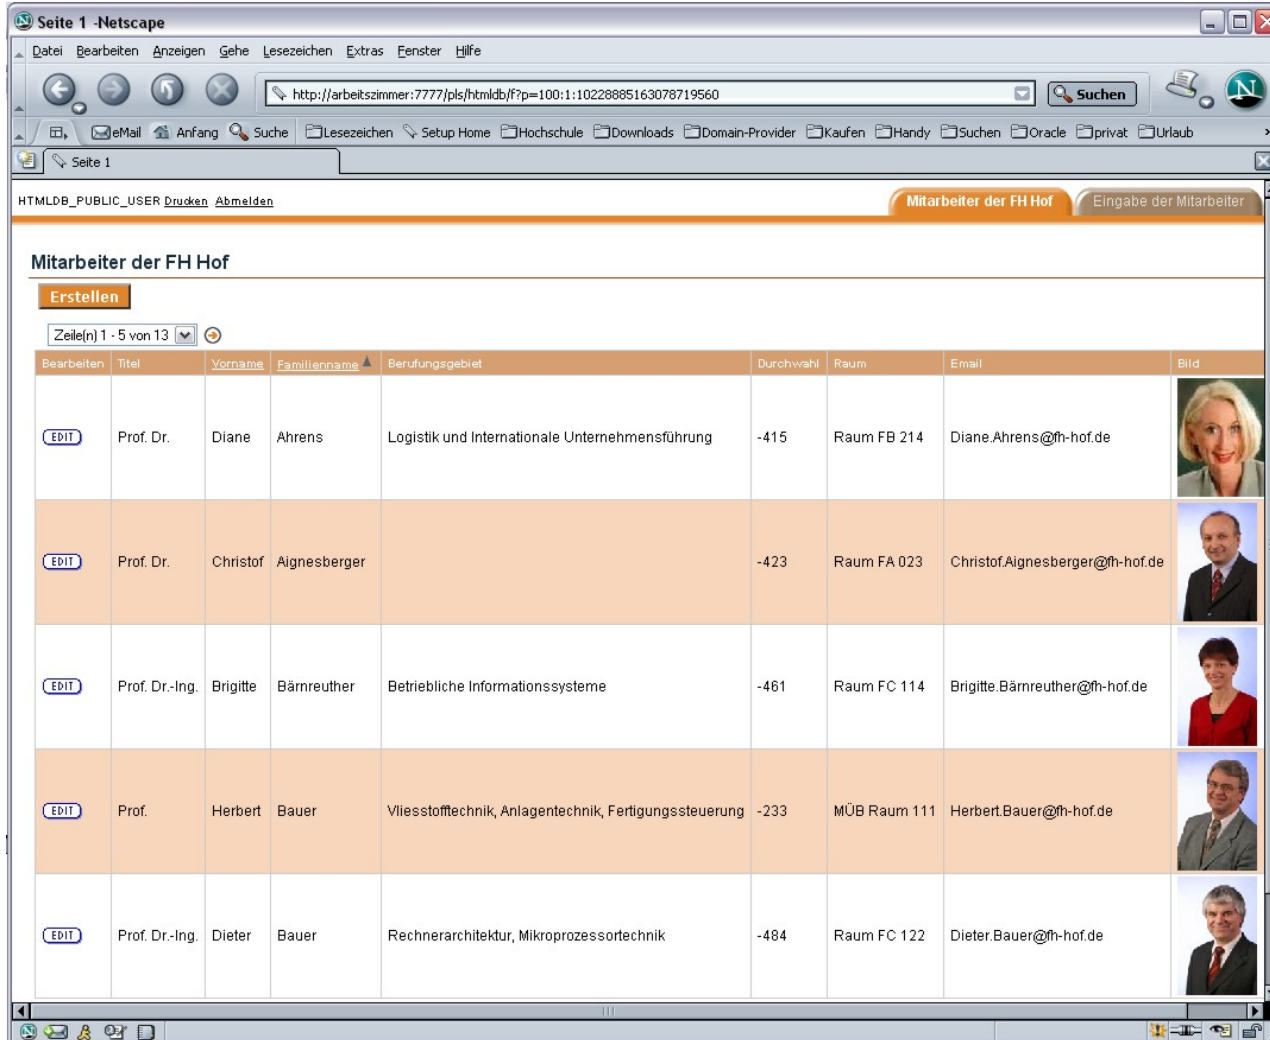 Seite 1 -Netscape
Datei Bearbeiten Anzeigen Gehe Lesezeichen Extras Fenster Hilfe
http://arbeitszimmer:7777/pls/htmldb/f?p=100:1:10228885163078719560 Suchen N
eMail Anfang Suche Lesezeichen Setup Home Hochschule Downloads Domain-Provider Kaufen Handy Suchen Oracle privat Urlaub
Seite 1
HTMLDB_PUBLIC_USER Drucken Abmelden Mitarbeiter der FH Hof Eingabe der Mitarbeiter
Mitarbeiter der FH Hof
Erstellen
Zeile(n) 1 - 5 von 13
Bearbeiten Titel Vorname Familienname Berufungsgebiet Durchwahl Raum Email Bild
EDIT Prof. Dr. Diane Ahrens Logistik und Internationale Unternehmensführung -415 Raum FB 214 Diane.Ahrens@fh-hof.de
EDIT Prof. Dr. Christof Aignesberger -423 Raum FA 023 Christof.Aignesberger@fh-hof.de
EDIT Prof. Dr.-Ing. Brigitte Bärnreuther Betriebliche Informationssysteme -461 Raum FC 114 Brigitte.Bärnreuther@fh-hof.de
EDIT Prof. Herbert Bauer Vliesstofftechnik, Anlagentechnik, Fertigungssteuerung -233 MÜB Raum 111 Herbert.Bauer@fh-hof.de
EDIT Prof. Dr.-Ing. Dieter Bauer Rechnerarchitektur, Mikroprozessortechnik -484 Raum FC 122 Dieter.Bauer@fh-hof.de